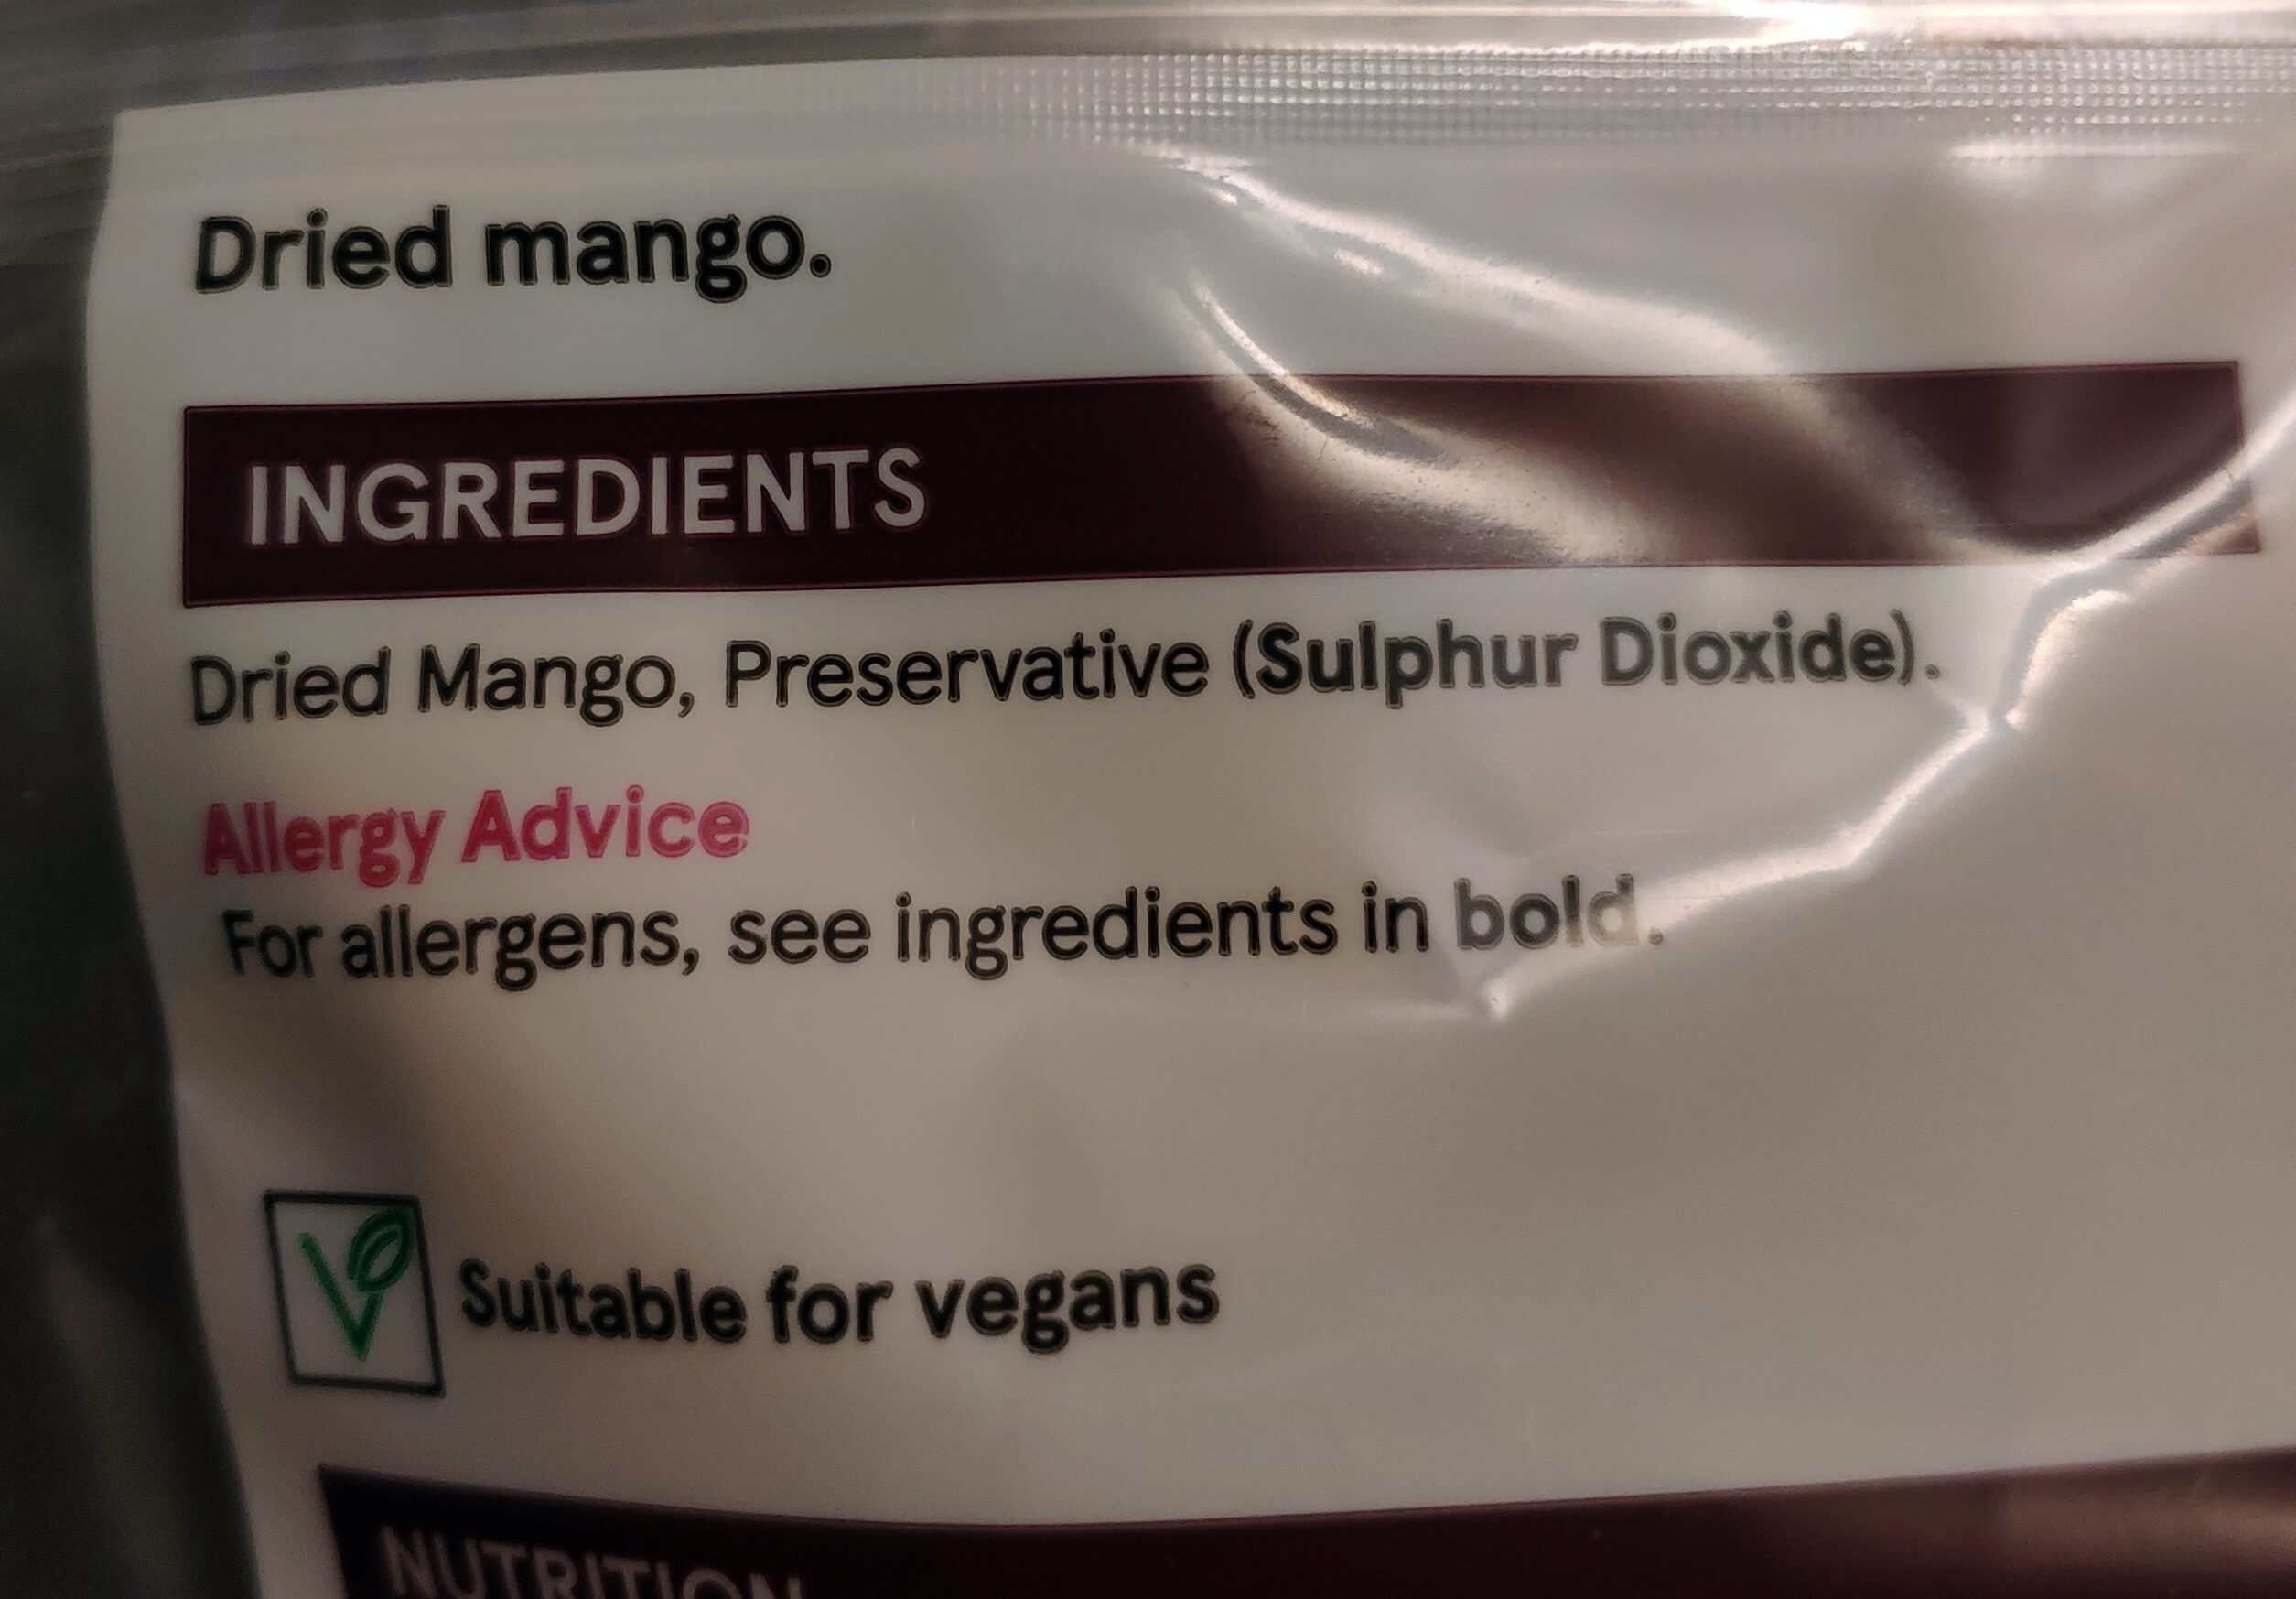 Dried mango.
INGREDIENTS
Dried Mango, Preservative (Sulphur Dioxide).
Allergy Advice
For allergens, see ingredients in bold.
Suitable for vegans
NUTRITION